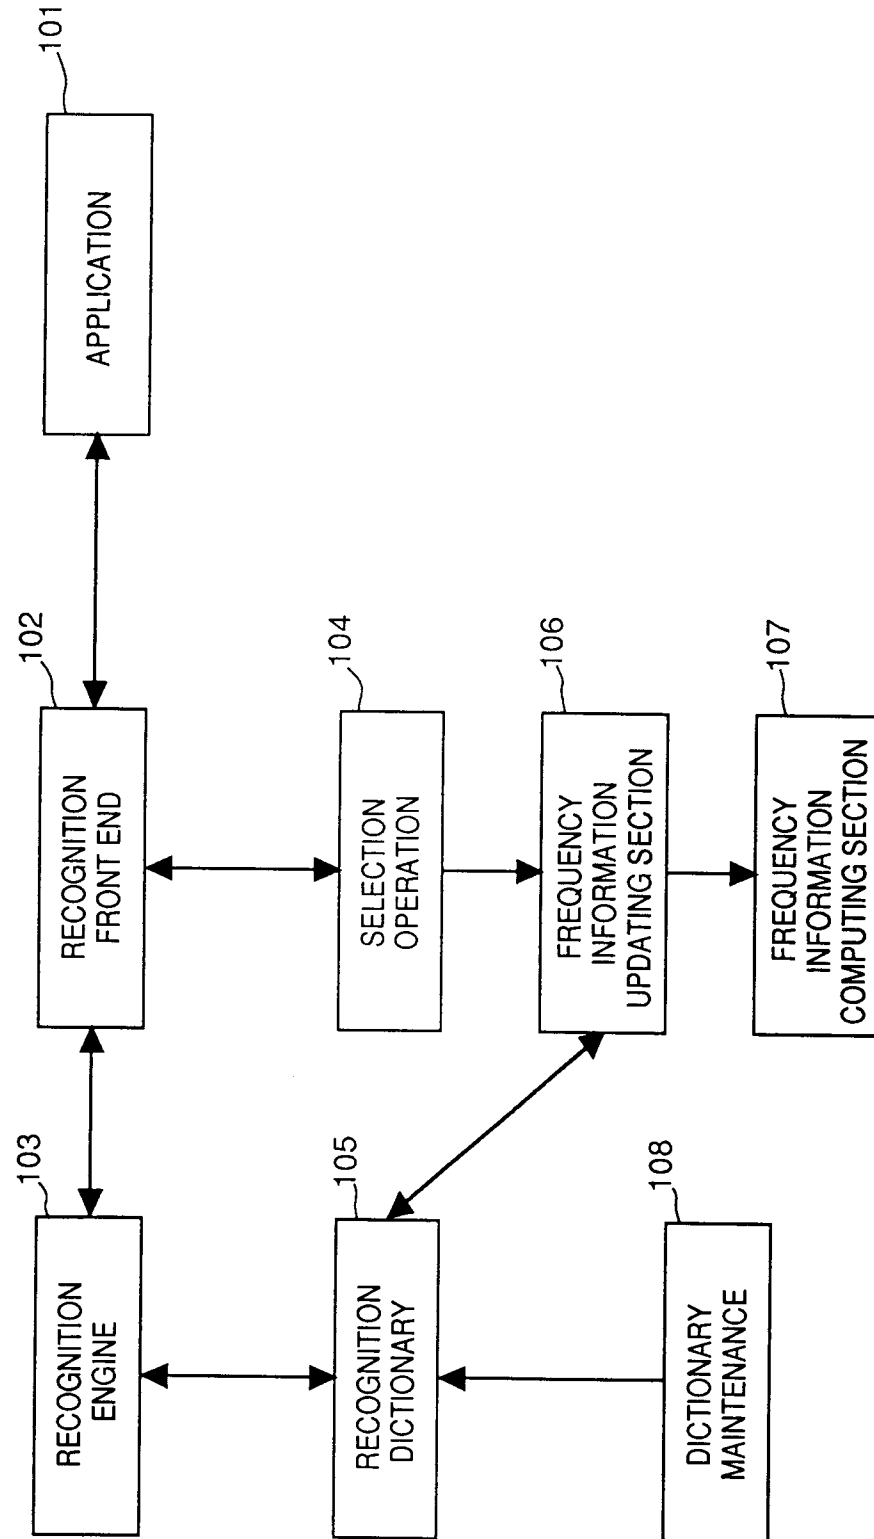 103
RECOGNITION
ENGINE
102
RECOGNITION
FRONT END
101
APPLICATION
105
RECOGNITION
DICTIONARY
104
SELECTION
OPERATION
106
FREQUENCY
INFORMATION
UPDATING SECTION
108
DICTIONARY
MAINTENANCE
107
FREQUENCY
INFORMATION
COMPUTING SECTION